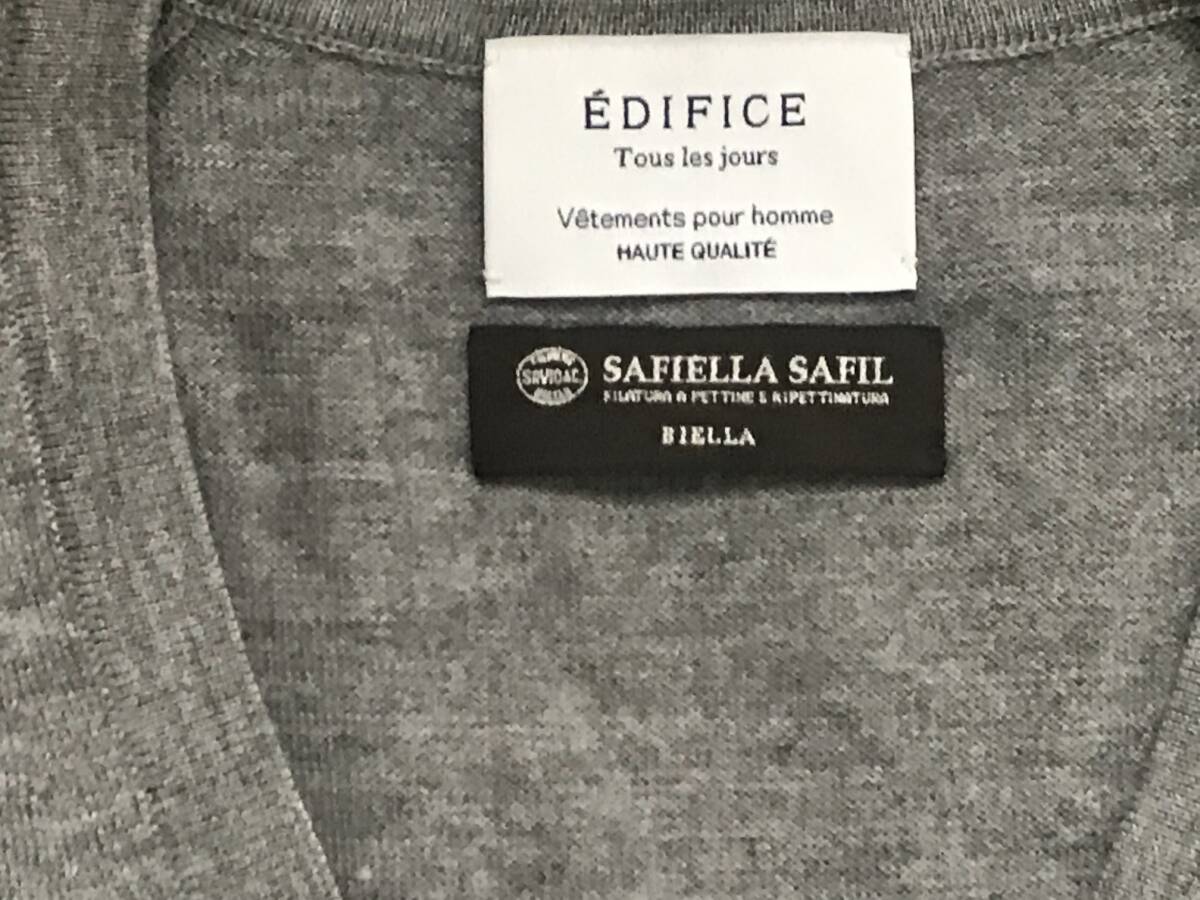 ÉDIFICE
Tous les jours
Vêtements pour homme
HAUTE QUALITÉ
SAFIELLA SAFIL
FILATURA A PETTINE E RIPETTINATURA
BIELLA